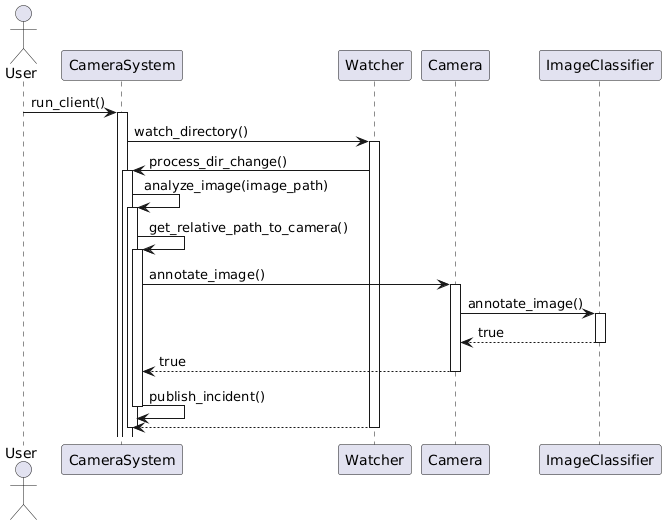 User
CameraSystem
Watcher
Camera
ImageClassifier
run_client()
watch_directory()
process_dir_change()
analyze_image(image_path)
get_relative_path_to_camera()
annotate_image()
annotate_image()
true
true
publish_incident()
User
CameraSystem
Watcher
Camera
ImageClassifier